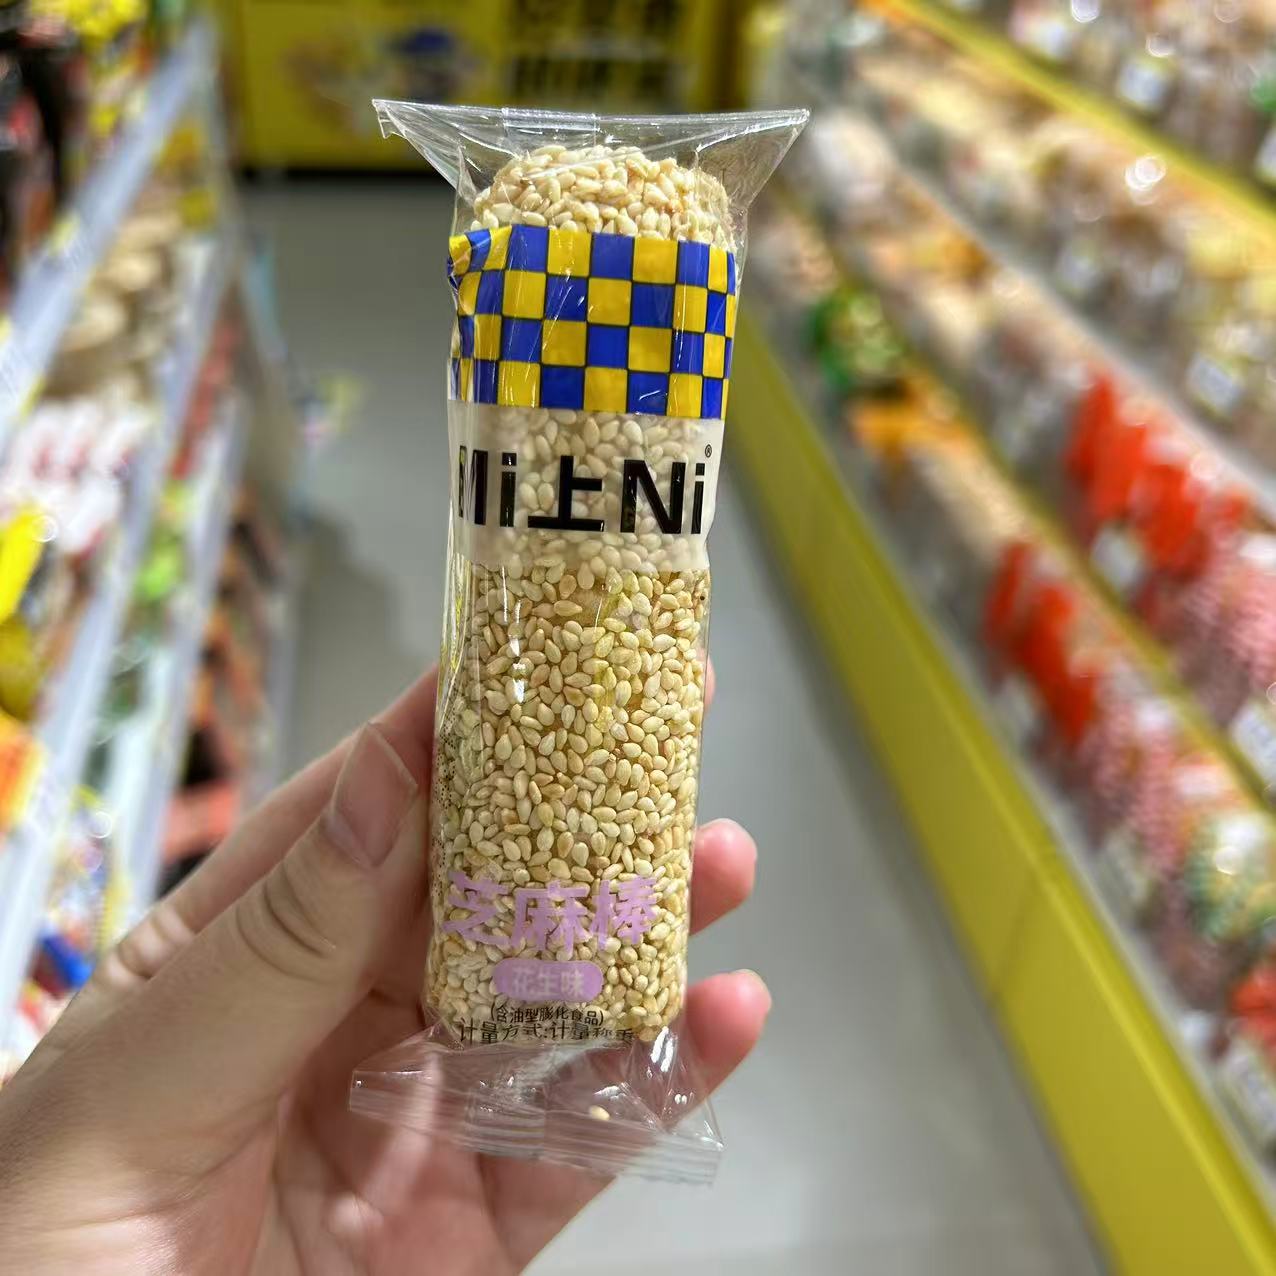 Mi上Ni®
芝麻棒
花生味
(含油型膨化食品)
计量方式:计量称重